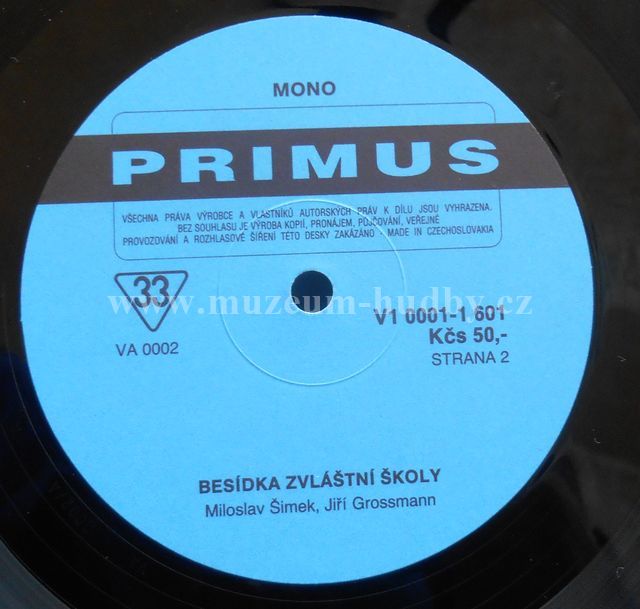 MONO
PRIMUS
VŠECHNA PRÁVA VÝROBCE A VLASTNÍKŮ AUTORSKÝCH PRÁV K DÍLU JSOU VYHRAZENA.
BEZ SOUHLASU JE VÝROBA KOPIÍ, PRONÁJEM, PŮJČOVÁNÍ, VEŘEJNÉ
PROVOZOVÁNÍ A ROZHLASOVÉ ŠÍŘENÍ TÉTO DESKY ZAKÁZÁNO · MADE IN CZECHOSLOVAKIA
33
www.muzeum-hudby.cz
V1 0001-1 601
Kčs 50,-
VA 0002
STRANA 2
BESÍDKA ZVLÁŠTNÍ ŠKOLY
Miloslav Šimek, Jiří Grossmann